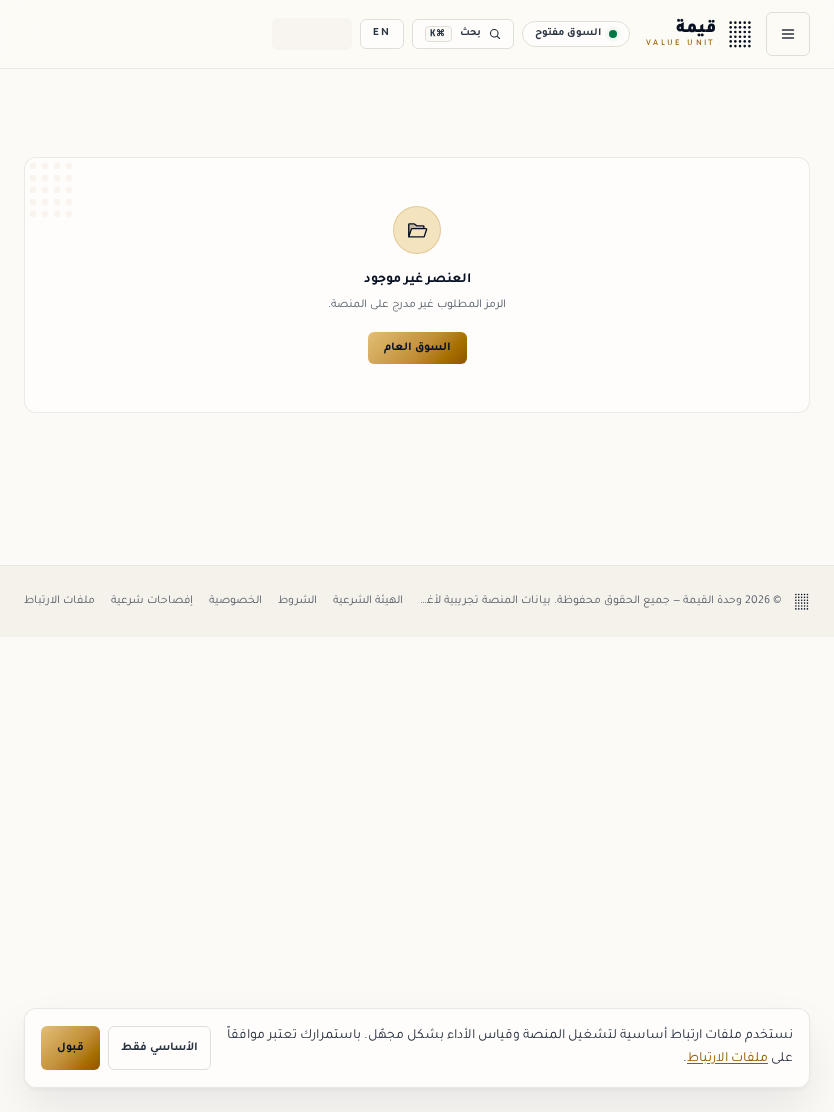 قيمة
VALUE UNIT
السوق مفتوح
بحث
⌘K
EN
العنصر غير موجود
الرمز المطلوب غير مدرج على المنصة.
السوق العام
© 2026 وحدة القيمة — جميع الحقوق محفوظة. بيانات المنصة تجريبية لأغ...
الهيئة الشرعية
الشروط
الخصوصية
إفصاحات شرعية
ملفات الارتباط
نستخدم ملفات ارتباط أساسية لتشغيل المنصة وقياس الأداء بشكل مجهّل. باستمرارك تعتبر موافقاً
على ملفات الارتباط.
الأساسي فقط
قبول